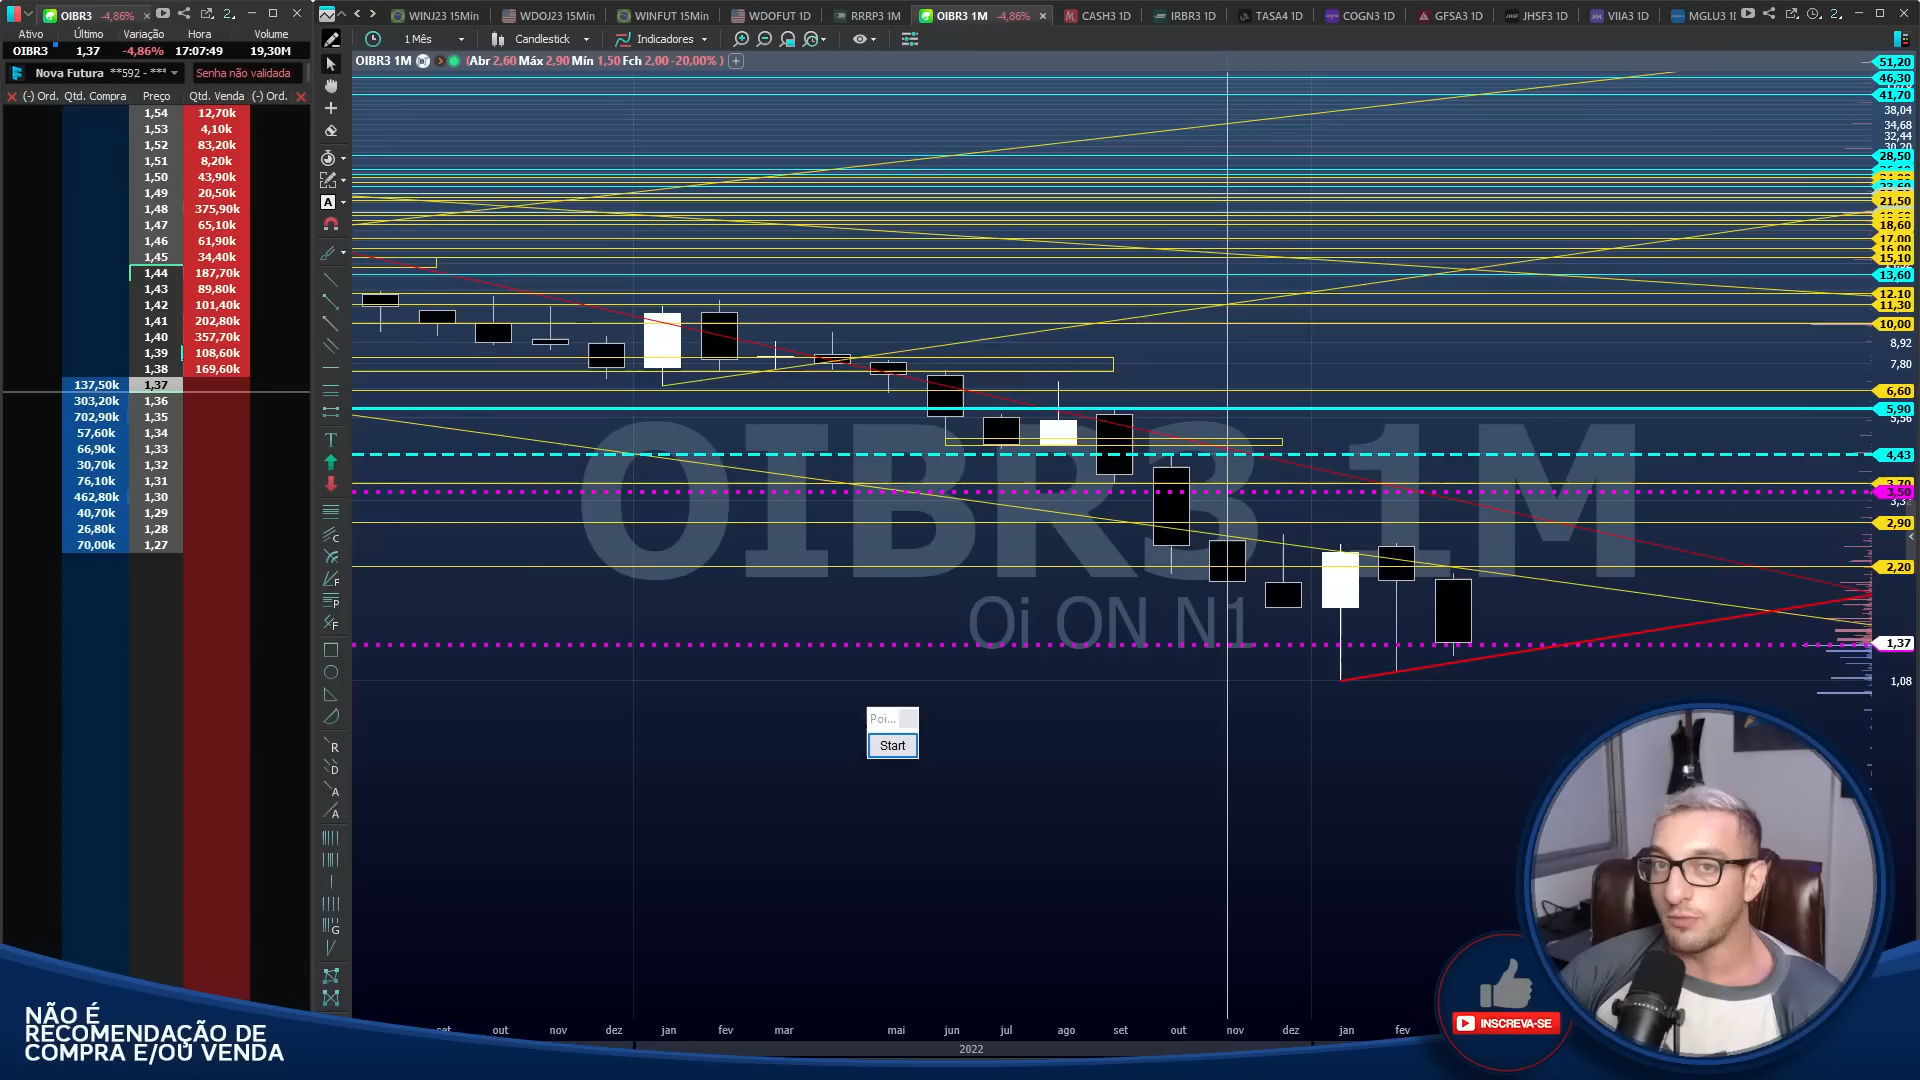 OIBR3 -4,86%
Ativo Último Variação Hora Volume
OIBR3 1,37 -4,86% 17:07:49 19,30M
Nova Futura **592 - *** Senha não validada
(-) Ord. Qtd. Compra Preço Qtd. Venda (-) Ord.
1,54 12,70k
1,53 4,10k
1,52 83,20k
1,51 8,20k
1,50 43,90k
1,49 20,50k
1,48 375,90k
1,47 65,10k
1,46 61,90k
1,45 34,40k
1,44 187,70k
1,43 89,80k
1,42 101,40k
1,41 202,80k
1,40 357,70k
1,39 108,60k
1,38 169,60k
137,50k 1,37
303,20k 1,36
702,90k 1,35
57,60k 1,34
66,90k 1,33
30,70k 1,32
76,10k 1,31
462,80k 1,30
40,70k 1,29
26,80k 1,28
70,00k 1,27
WINJ23 15Min WDOJ23 15Min WINFUT 15Min WDOFUT 1D RRRP3 1M OIBR3 1M -4,86% CASH3 1D IRBR3 1D TASA4 1D COGN3 1D GFSA3 1D JHSF3 1D VIIA3 1D MGLU3
1 Mês Candlestick Indicadores
OIBR3 1M (Abr 2,60 Máx 2,90 Mín 1,50 Fch 2,00 -20,00% )
51,20
46,30
41,70
38,04
34,68
32,44
28,50
21,50
18,60
17,00
15,10
13,60
12,10
11,30
10,00
8,92
7,80
6,60
5,90
4,43
3,50
2,90
2,20
1,37
1,08
OIBR3 1M
Oi ON N1
Poi...
Start
out nov dez jan fev mar mai jun jul ago set out nov dez jan fev
2022
NÃO É
RECOMENDAÇÃO DE
COMPRA E/OU VENDA
INSCREVA-SE